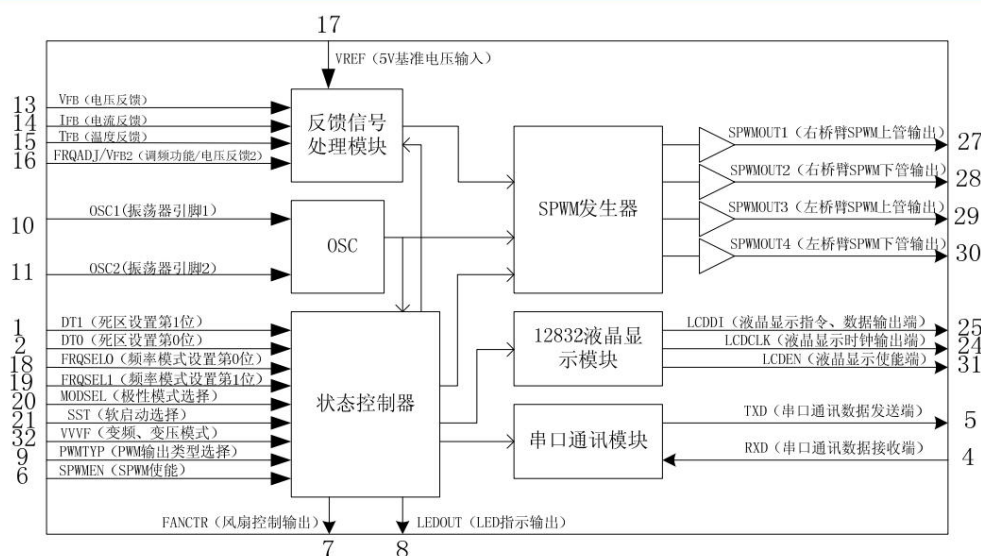 17
VREF（5V基准电压输入）
13 VFB（电压反馈）
14 IFB（电流反馈）
15 TFB（温度反馈）
16 FRQADJ/VFB2（调频功能/电压反馈2）
反馈信号
处理模块
10 OSC1(振荡器引脚1)
11 OSC2(振荡器引脚2)
OSC
SPWM发生器
SPWMOUT1（右桥臂SPWM上管输出） 27
SPWMOUT2（右桥臂SPWM下管输出） 28
SPWMOUT3（左桥臂SPWM上管输出） 29
SPWMOUT4（左桥臂SPWM下管输出） 30
1 DT1（死区设置第1位）
2 DT0（死区设置第0位）
18 FRQSEL0（频率模式设置第0位）
19 FRQSEL1（频率模式设置第1位）
20 MODSEL（极性模式选择）
21 SST（软启动选择）
32 VVVF（变频、变压模式）
9 PWMTYP（PWM输出类型选择）
6 SPWMEN（SPWM使能）
状态控制器
12832液晶显
示模块
LCDDI（液晶显示指令、数据输出端） 25
LCDCLK（液晶显示时钟输出端） 24
LCDEN（液晶显示使能端） 31
串口通讯模块
TXD（串口通讯数据发送端） 5
RXD（串口通讯数据接收端） 4
FANCTR（风扇控制输出）
LEDOUT（LED指示输出）
7
8